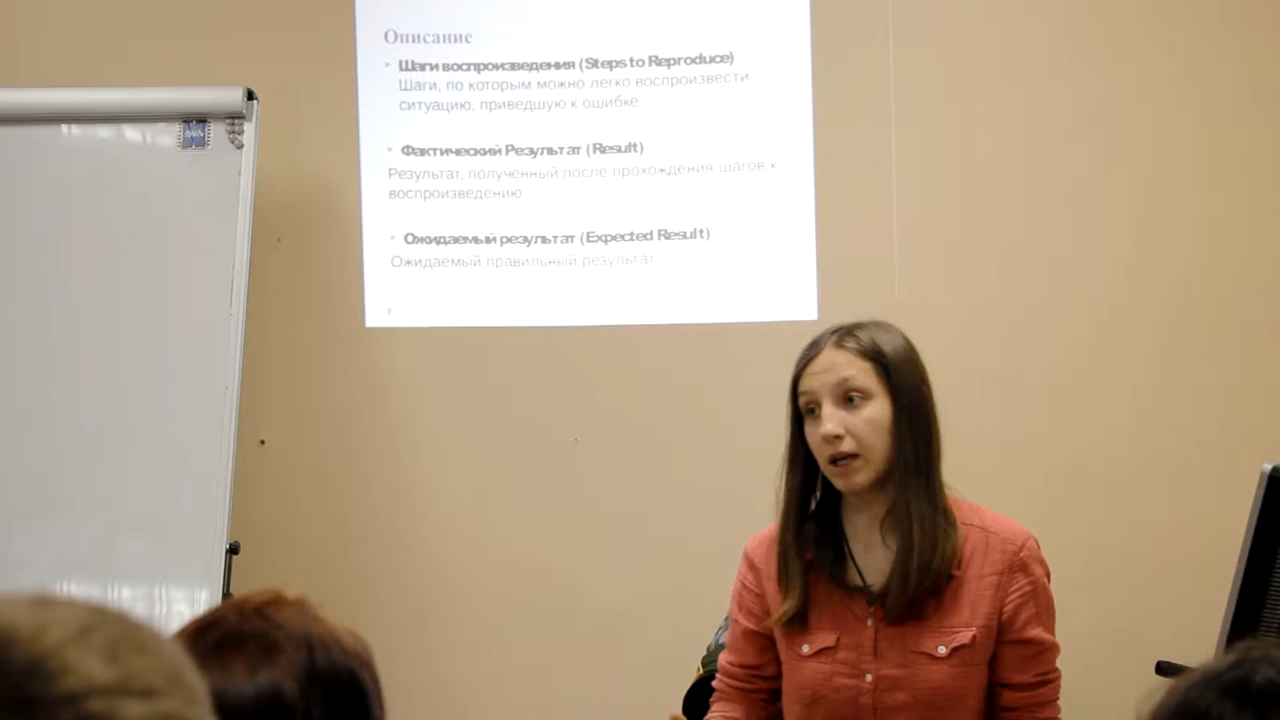 Описание
Шаги воспроизведения (Steps to Reproduce)
Шаги, по которым можно легко воспроизвести
ситуацию, приведшую к ошибке.
Фактический Результат (Result)
Результат, полученный после прохождения шагов к
воспроизведению
Ожидаемый результат (Expected Result)
Ожидаемый правильный результат